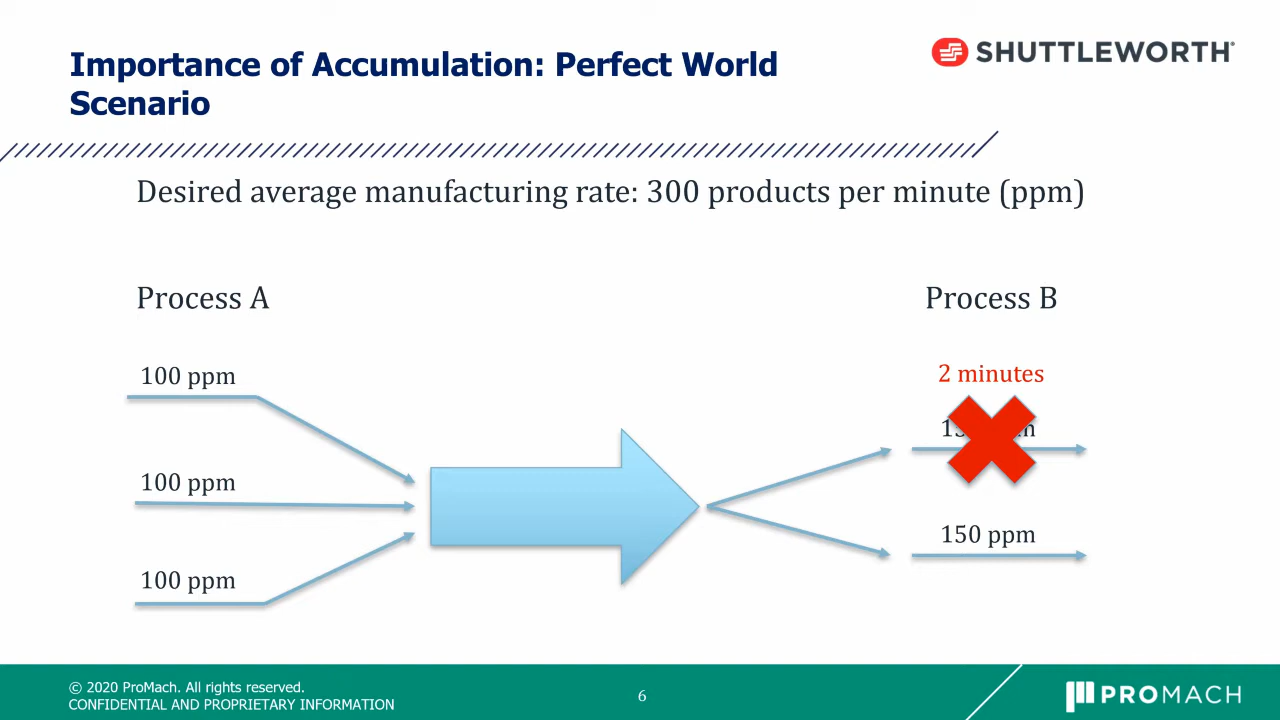 Importance of Accumulation: Perfect World
Scenario
SHUTTLEWORTH
Desired average manufacturing rate: 300 products per minute (ppm)
Process A
Process B
100 ppm
2 minutes
100 ppm
150 ppm
100 ppm
© 2020 ProMach. All rights reserved.
CONFIDENTIAL AND PROPRIETARY INFORMATION
6
PROMACH